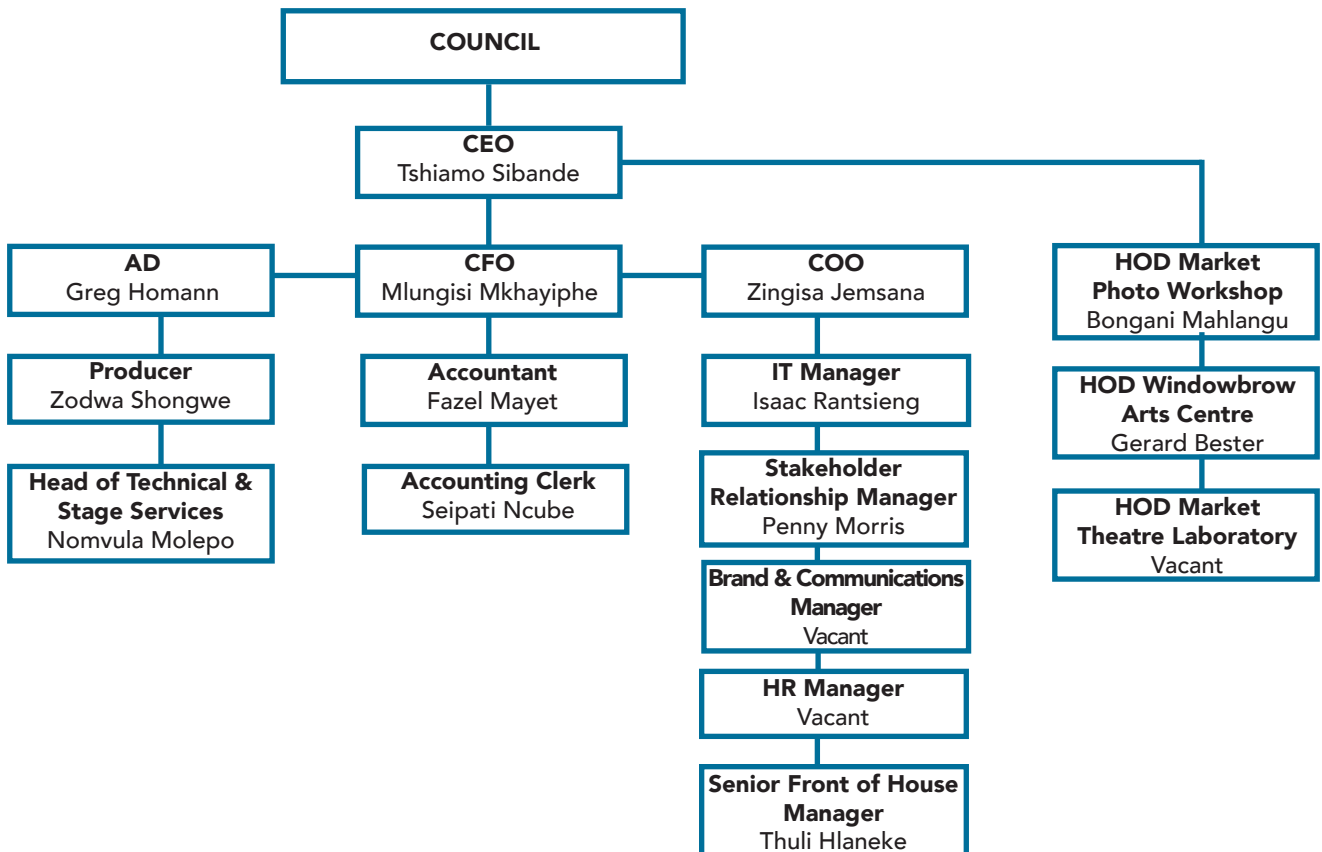 COUNCIL
CEO
Tshiamo Sibande
AD
Greg Homann
CFO
Mlungisi Mkhayiphe
COO
Zingisa Jemsana
HOD Market
Photo Workshop
Bongani Mahlangu
Producer
Zodwa Shongwe
Accountant
Fazel Mayet
IT Manager
Isaac Rantsieng
HOD Windowbrow
Arts Centre
Gerard Bester
Head of Technical &
Stage Services
Nomvula Molepo
Accounting Clerk
Seipati Ncube
Stakeholder
Relationship Manager
Penny Morris
HOD Market
Theatre Laboratory
Vacant
Brand & Communications
Manager
Vacant
HR Manager
Vacant
Senior Front of House
Manager
Thuli Hlaneke